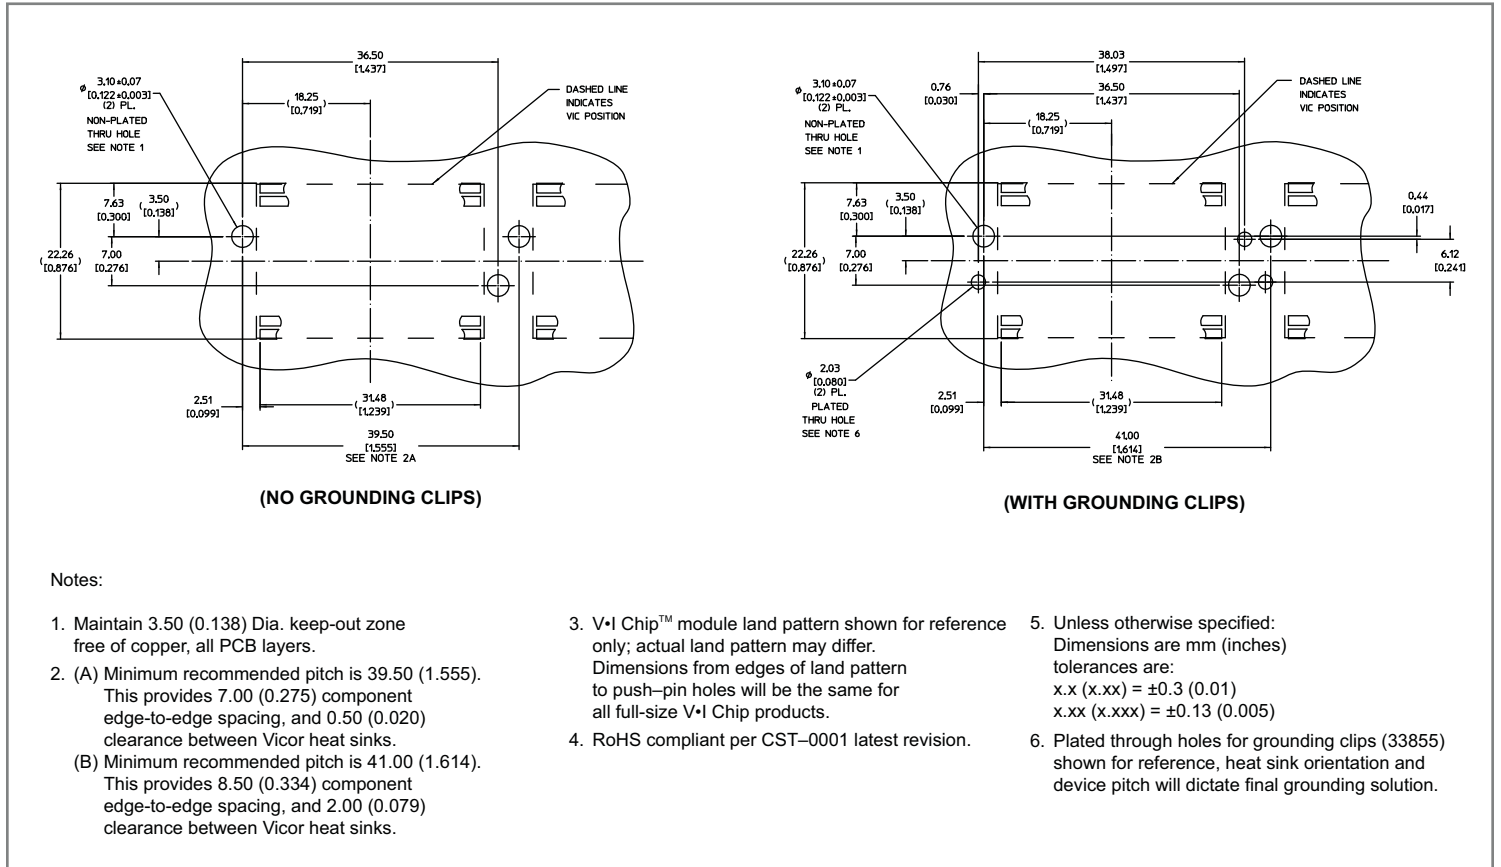 36.50
[1.437]
ø 3.10±0.07
[0.122±0.003]
(2) PL.
NON-PLATED
THRU HOLE
SEE NOTE 1
(18.25)
[0.719]
DASHED LINE
INDICATES
VIC POSITION
7.63
[0.300]
(3.50)
[0.138]
(22.26)
[0.876]
7.00
[0.276]
2.51
[0.099]
(31.48)
[1.239]
39.50
[1.555]
SEE NOTE 2A
(NO GROUNDING CLIPS)
38.03
[1.497]
ø 3.10±0.07
[0.122±0.003]
(2) PL.
NON-PLATED
THRU HOLE
SEE NOTE 1
0.76
[0.030]
36.50
[1.437]
(18.25)
[0.719]
DASHED LINE
INDICATES
VIC POSITION
7.63
[0.300]
(3.50)
[0.138]
0.44
[0.017]
(22.26)
[0.876]
7.00
[0.276]
6.12
[0.241]
ø 2.03
[0.080]
(2) PL.
PLATED
THRU HOLE
SEE NOTE 6
2.51
[0.099]
(31.48)
[1.239]
41.00
[1.614]
SEE NOTE 2B
(WITH GROUNDING CLIPS)
Notes:
1. Maintain 3.50 (0.138) Dia. keep-out zone
free of copper, all PCB layers.
2. (A) Minimum recommended pitch is 39.50 (1.555).
This provides 7.00 (0.275) component
edge-to-edge spacing, and 0.50 (0.020)
clearance between Vicor heat sinks.
(B) Minimum recommended pitch is 41.00 (1.614).
This provides 8.50 (0.334) component
edge-to-edge spacing, and 2.00 (0.079)
clearance between Vicor heat sinks.
3. V•I Chip™ module land pattern shown for reference
only; actual land pattern may differ.
Dimensions from edges of land pattern
to push–pin holes will be the same for
all full-size V•I Chip products.
4. RoHS compliant per CST–0001 latest revision.
5. Unless otherwise specified:
Dimensions are mm (inches)
tolerances are:
x.x (x.xx) = ±0.3 (0.01)
x.xx (x.xxx) = ±0.13 (0.005)
6. Plated through holes for grounding clips (33855)
shown for reference, heat sink orientation and
device pitch will dictate final grounding solution.